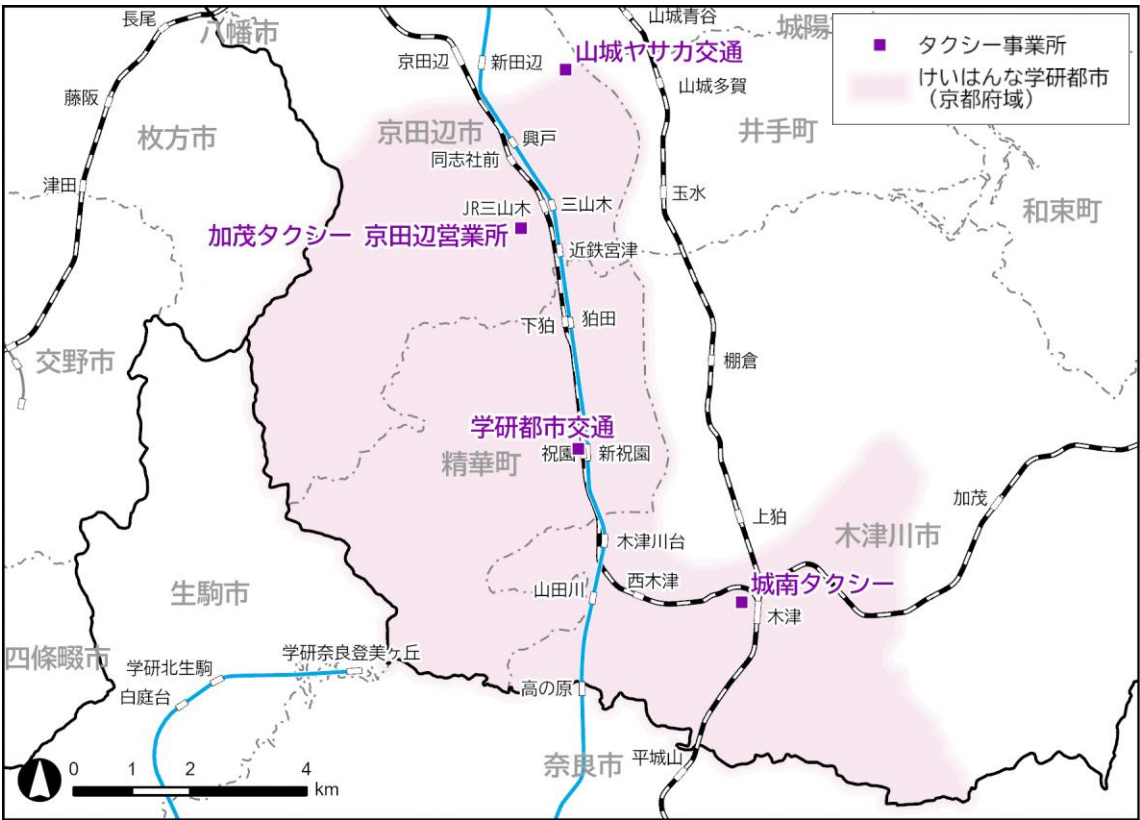 長尾
八幡市
山城青谷
城陽
タクシー事業所
けいはんな学研都市
（京都府域）
京田辺
新田辺
山城ヤサカ交通
山城多賀
藤阪
枚方市
京田辺市
興戸
井手町
同志社前
津田
JR三山木
三山木
玉水
和束町
加茂タクシー 京田辺営業所
近鉄宮津
下狛
狛田
交野市
棚倉
学研都市交通
祝園
新祝園
精華町
加茂
上狛
木津川市
木津川台
西木津
城南タクシー
山田川
生駒市
木津
四條畷市
学研北生駒
学研奈良登美ヶ丘
白庭台
高の原
平城山
奈良市
0 1 2 4
km